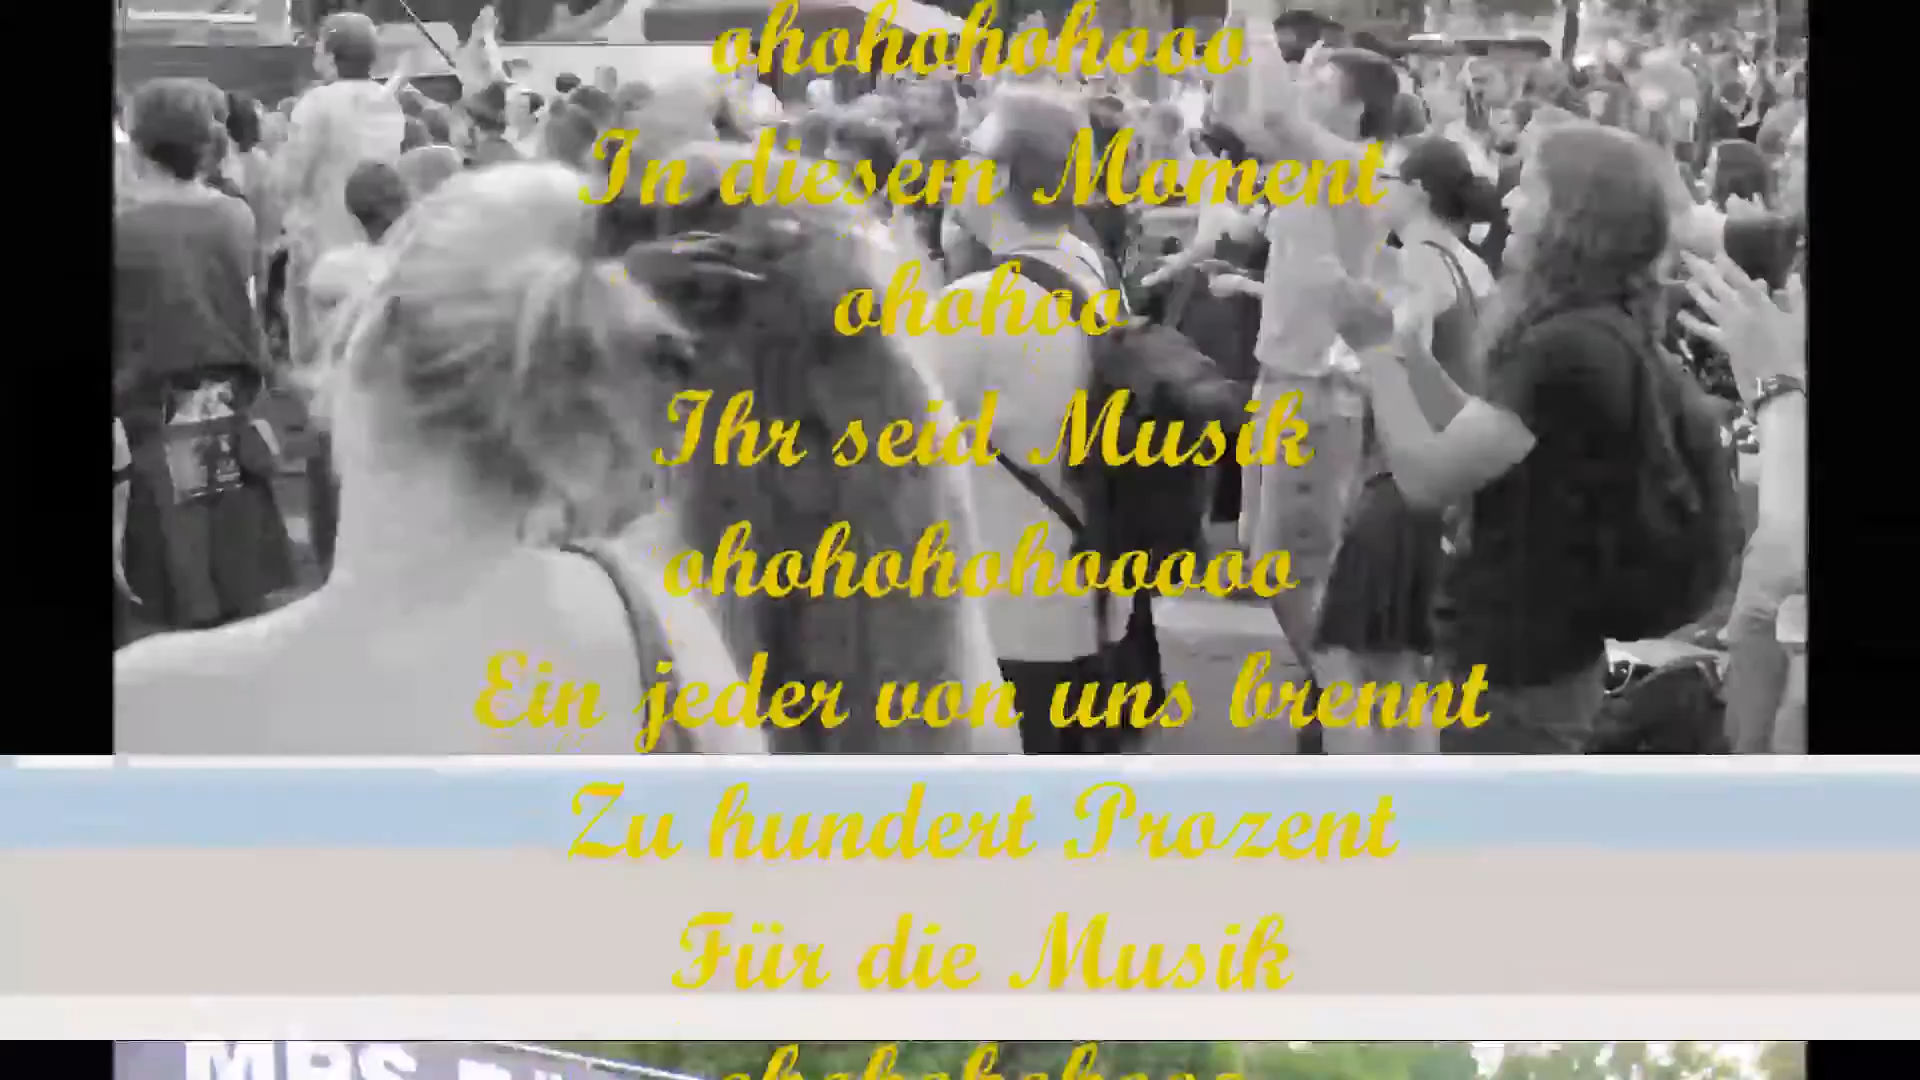 ohohohohooo
In diesem Moment
ohohoo
Ihr seid Musik
ohohohohooooo
Ein jeder von uns brennt
Zu hundert Prozent
Für die Musik
MRS